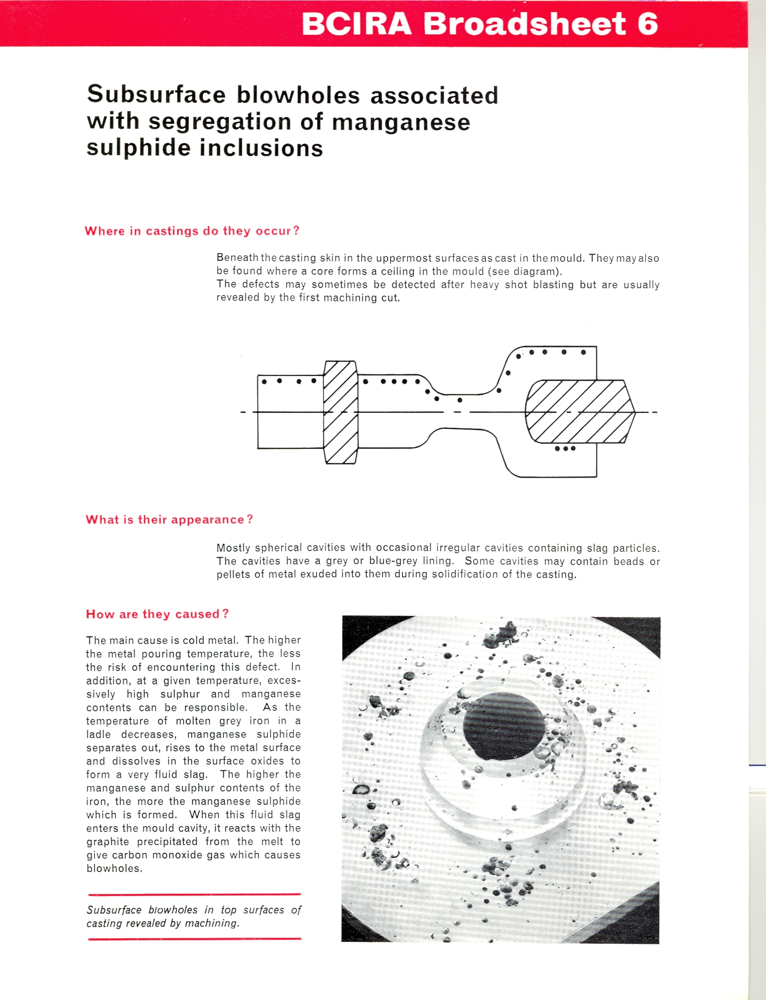 BCIRA Broadsheet 6
Subsurface blowholes associated
with segregation of manganese
sulphide inclusions
Where in castings do they occur?
Beneath the casting skin in the uppermost surfaces as cast in the mould. They may also
be found where a core forms a ceiling in the mould (see diagram).
The defects may sometimes be detected after heavy shot blasting but are usually
revealed by the first machining cut.
What is their appearance?
Mostly spherical cavities with occasional irregular cavities containing slag particles.
The cavities have a grey or blue-grey lining. Some cavities may contain beads or
pellets of metal exuded into them during solidification of the casting.
How are they caused?
The main cause is cold metal. The higher
the metal pouring temperature, the less
the risk of encountering this defect. In
addition, at a given temperature, exces-
sively high sulphur and manganese
contents can be responsible. As the
temperature of molten grey iron in a
ladle decreases, manganese sulphide
separates out, rises to the metal surface
and dissolves in the surface oxides to
form a very fluid slag. The higher the
manganese and sulphur contents of the
iron, the more the manganese sulphide
which is formed. When this fluid slag
enters the mould cavity, it reacts with the
graphite precipitated from the melt to
give carbon monoxide gas which causes
blowholes.
Subsurface blowholes in top surfaces of
casting revealed by machining.